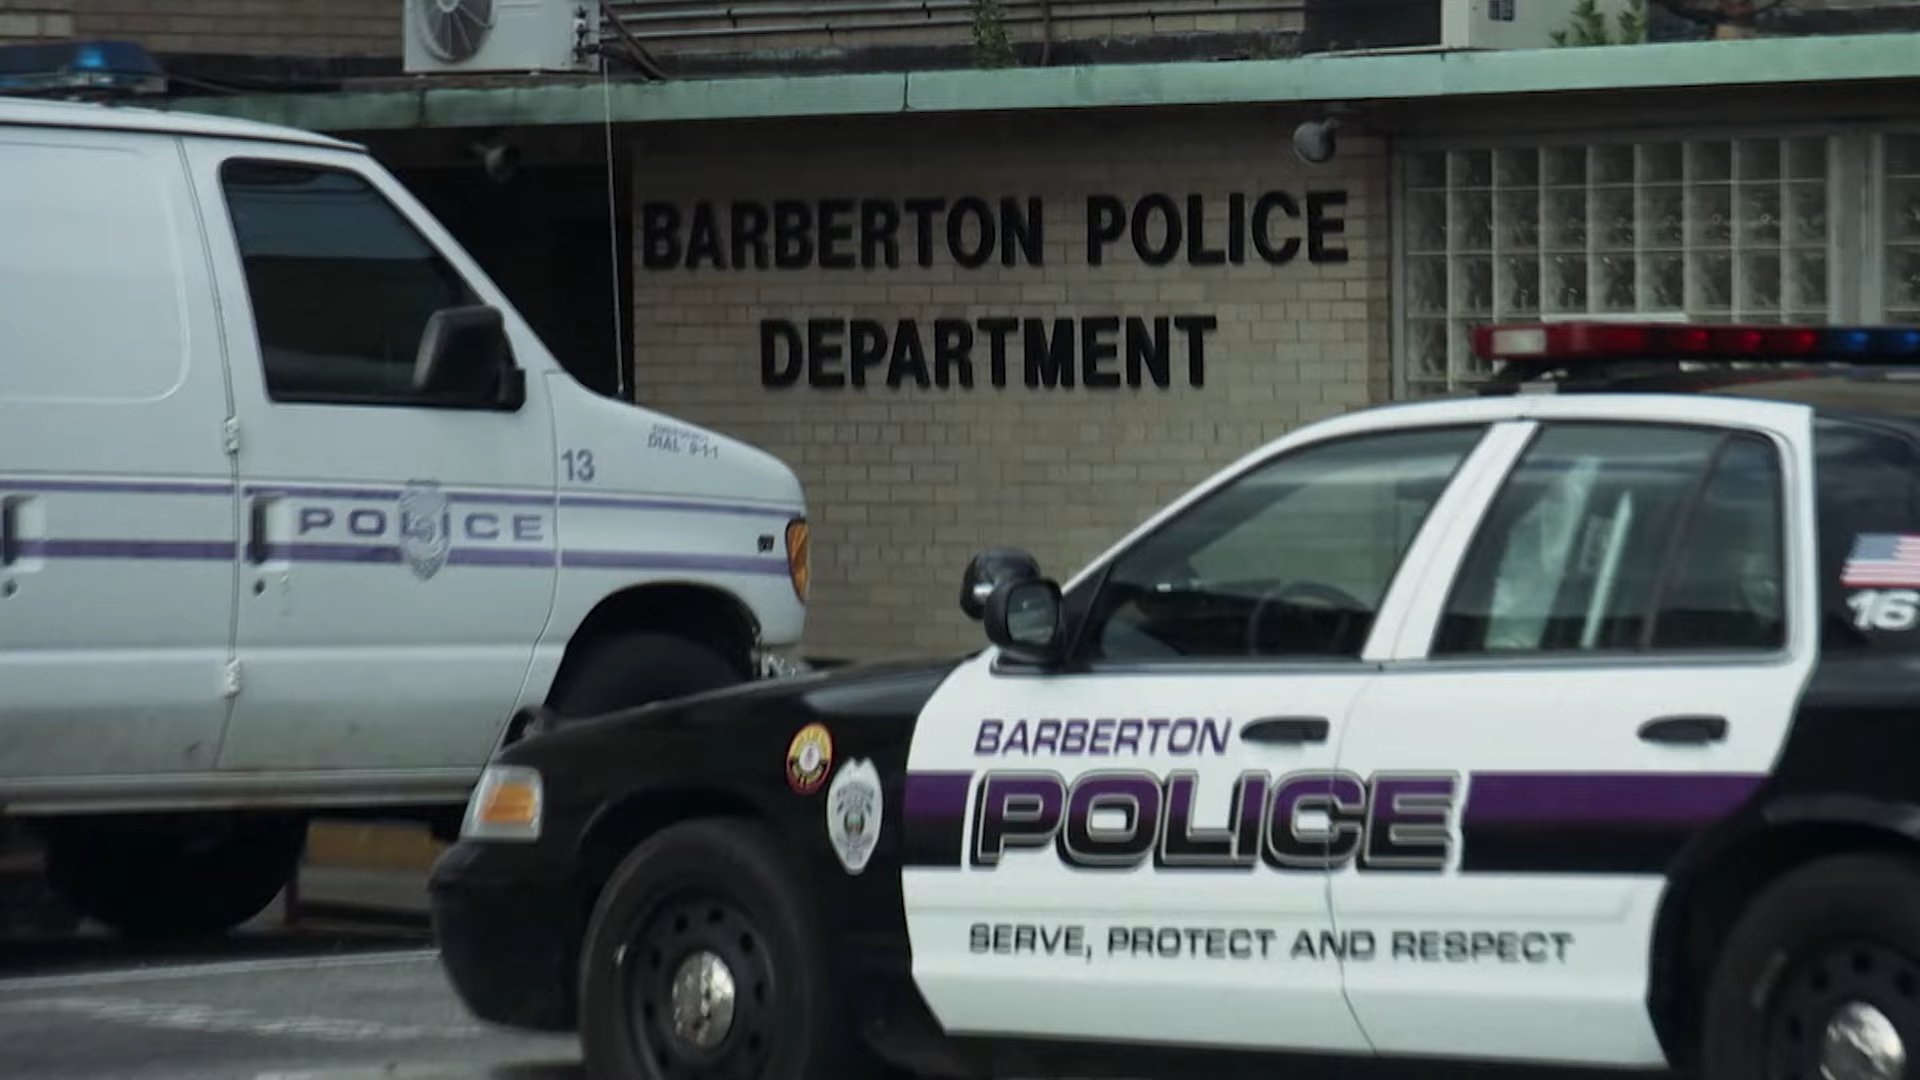 BARBERTON POLICE
DEPARTMENT
13
DIAL 9-1-1
POLICE
16
BARBERTON
POLICE
SERVE, PROTECT AND RESPECT